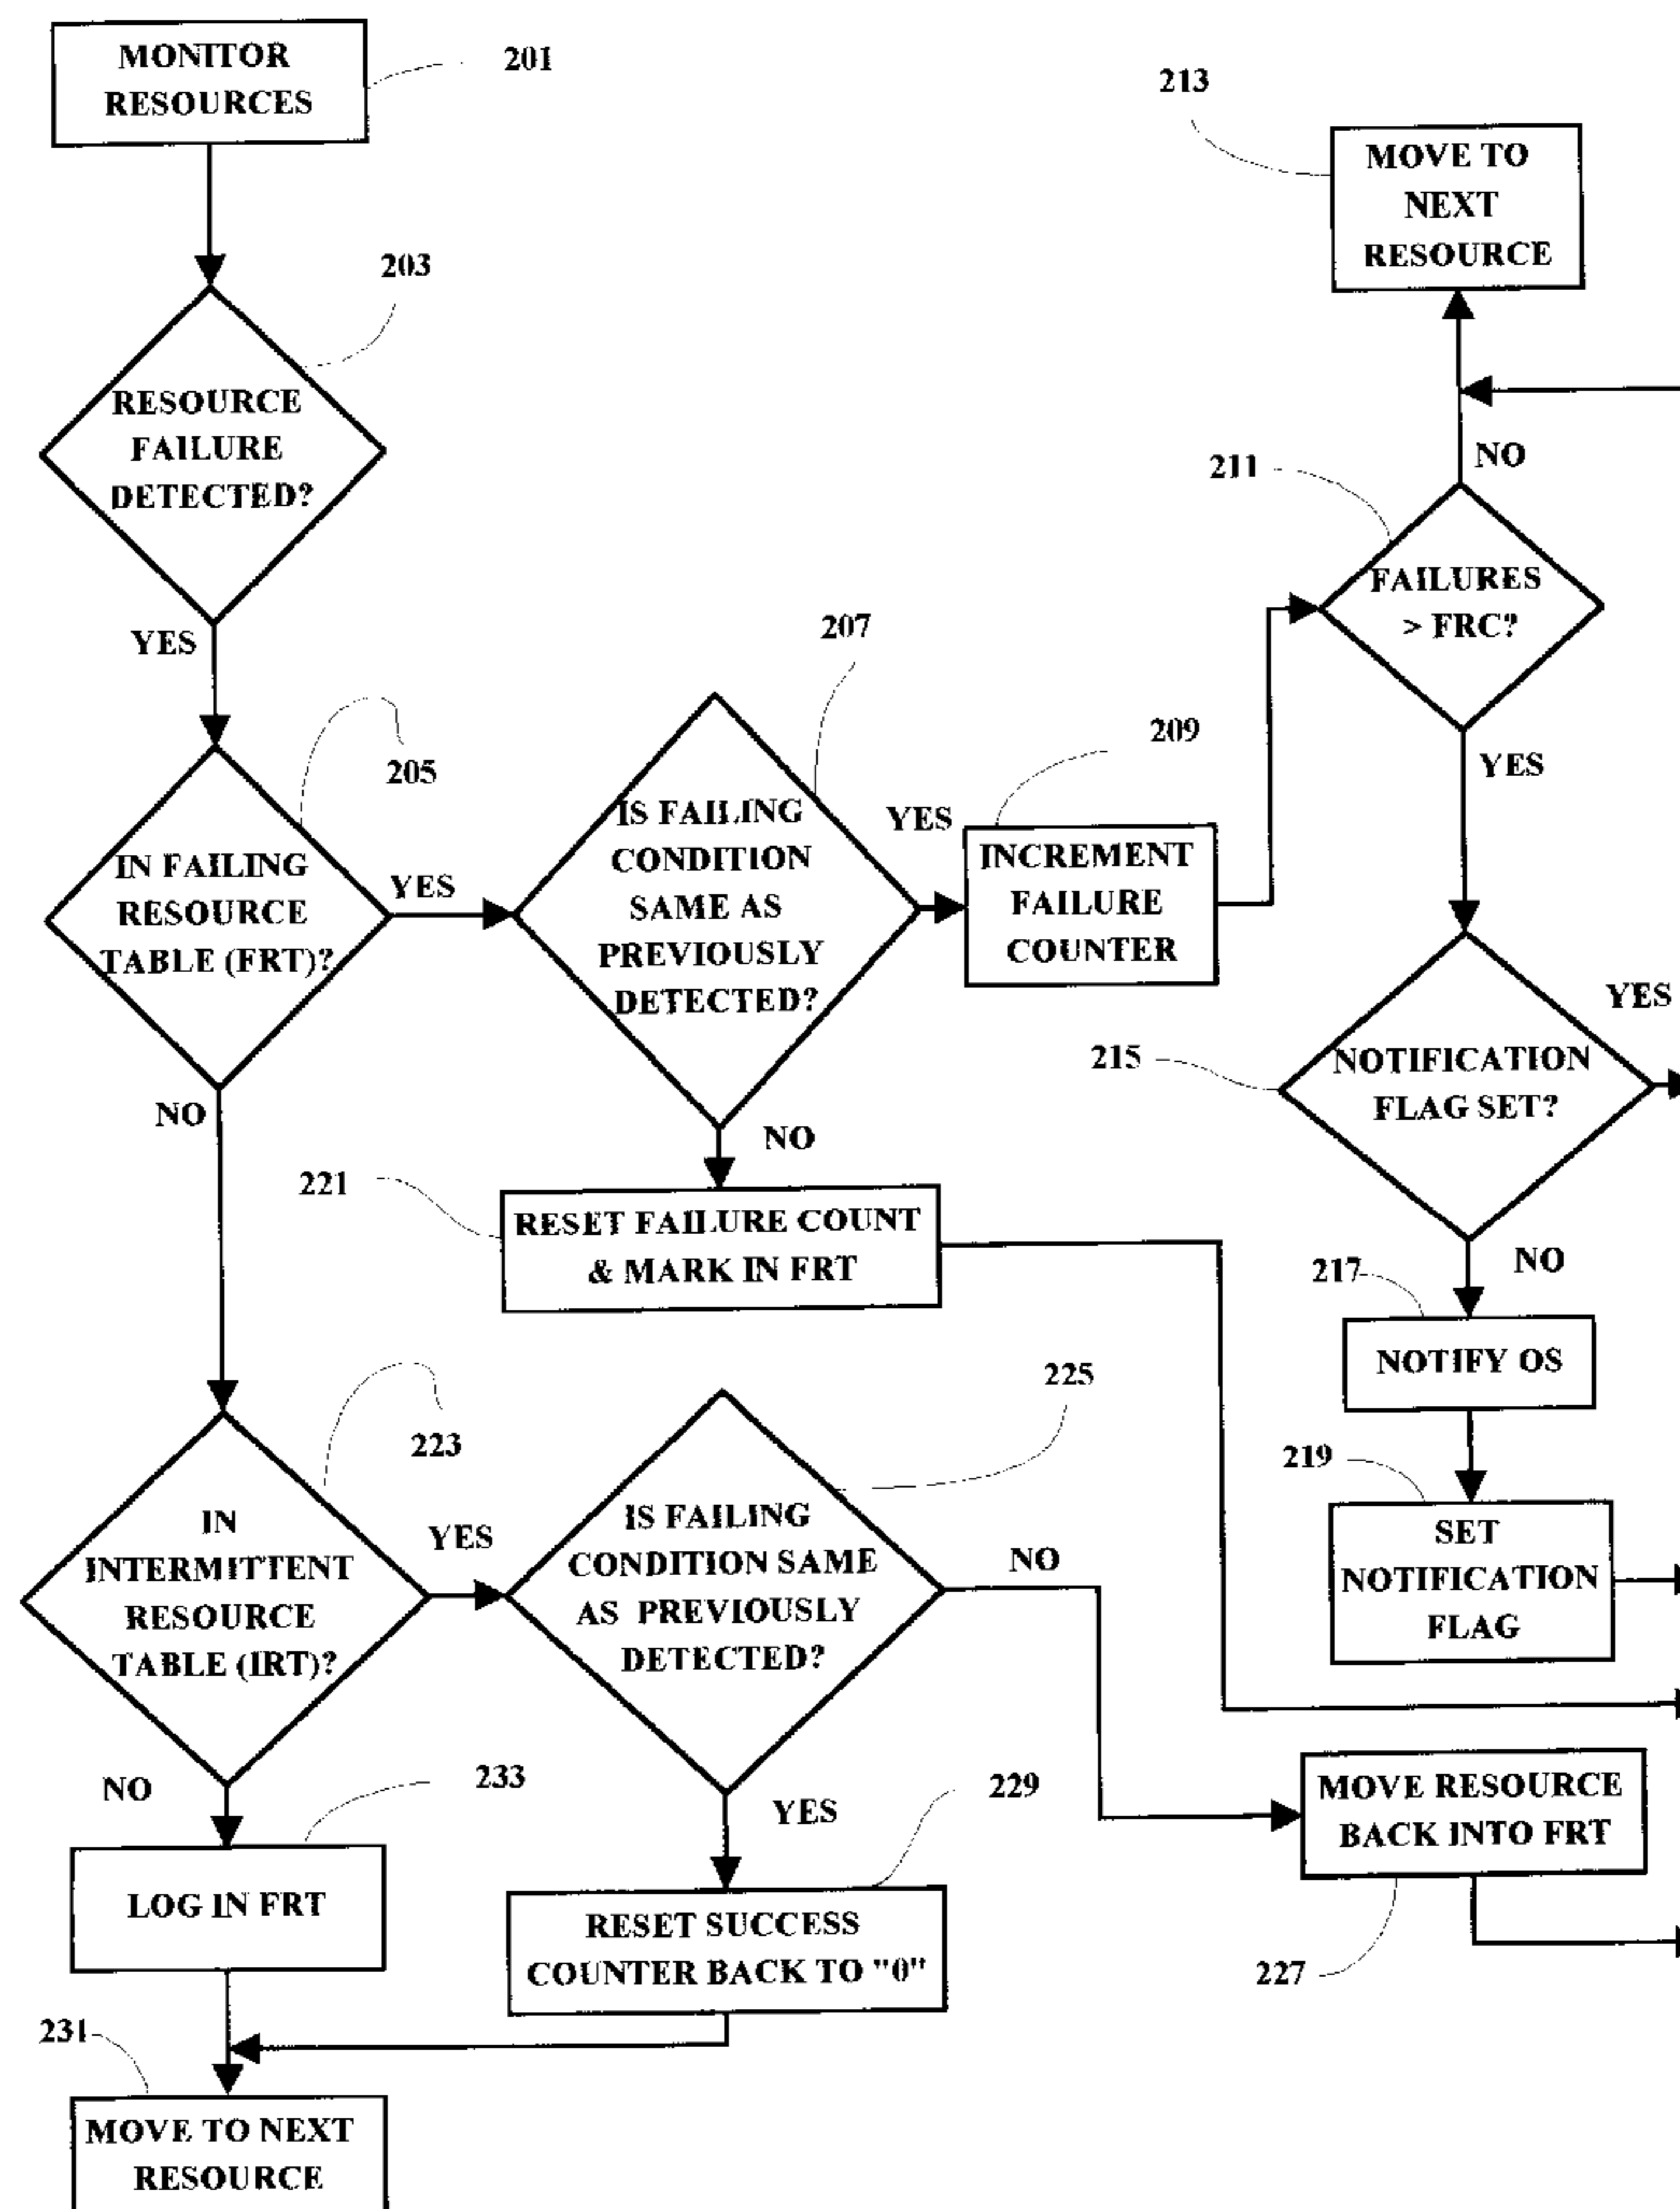 MONITOR
RESOURCES
201
213
MOVE TO
NEXT
RESOURCE
203
RESOURCE
FAILURE
DETECTED?
YES
NO
211
FAILURES
> FRC?
YES
205
IN FAILING
RESOURCE
TABLE (FRT)?
YES
NO
207
IS FAILING
CONDITION
SAME AS
PREVIOUSLY
DETECTED?
YES
NO
209
INCREMENT
FAILURE
COUNTER
215
NOTIFICATION
FLAG SET?
YES
NO
221
RESET FAILURE COUNT
& MARK IN FRT
217
NOTIFY OS
219
SET
NOTIFICATION
FLAG
223
IN
INTERMITTENT
RESOURCE
TABLE (IRT)?
YES
NO
225
IS FAILING
CONDITION SAME
AS PREVIOUSLY
DETECTED?
NO
YES
MOVE RESOURCE
BACK INTO FRT
227
233
LOG IN FRT
229
RESET SUCCESS
COUNTER BACK TO "0"
231
MOVE TO NEXT
RESOURCE